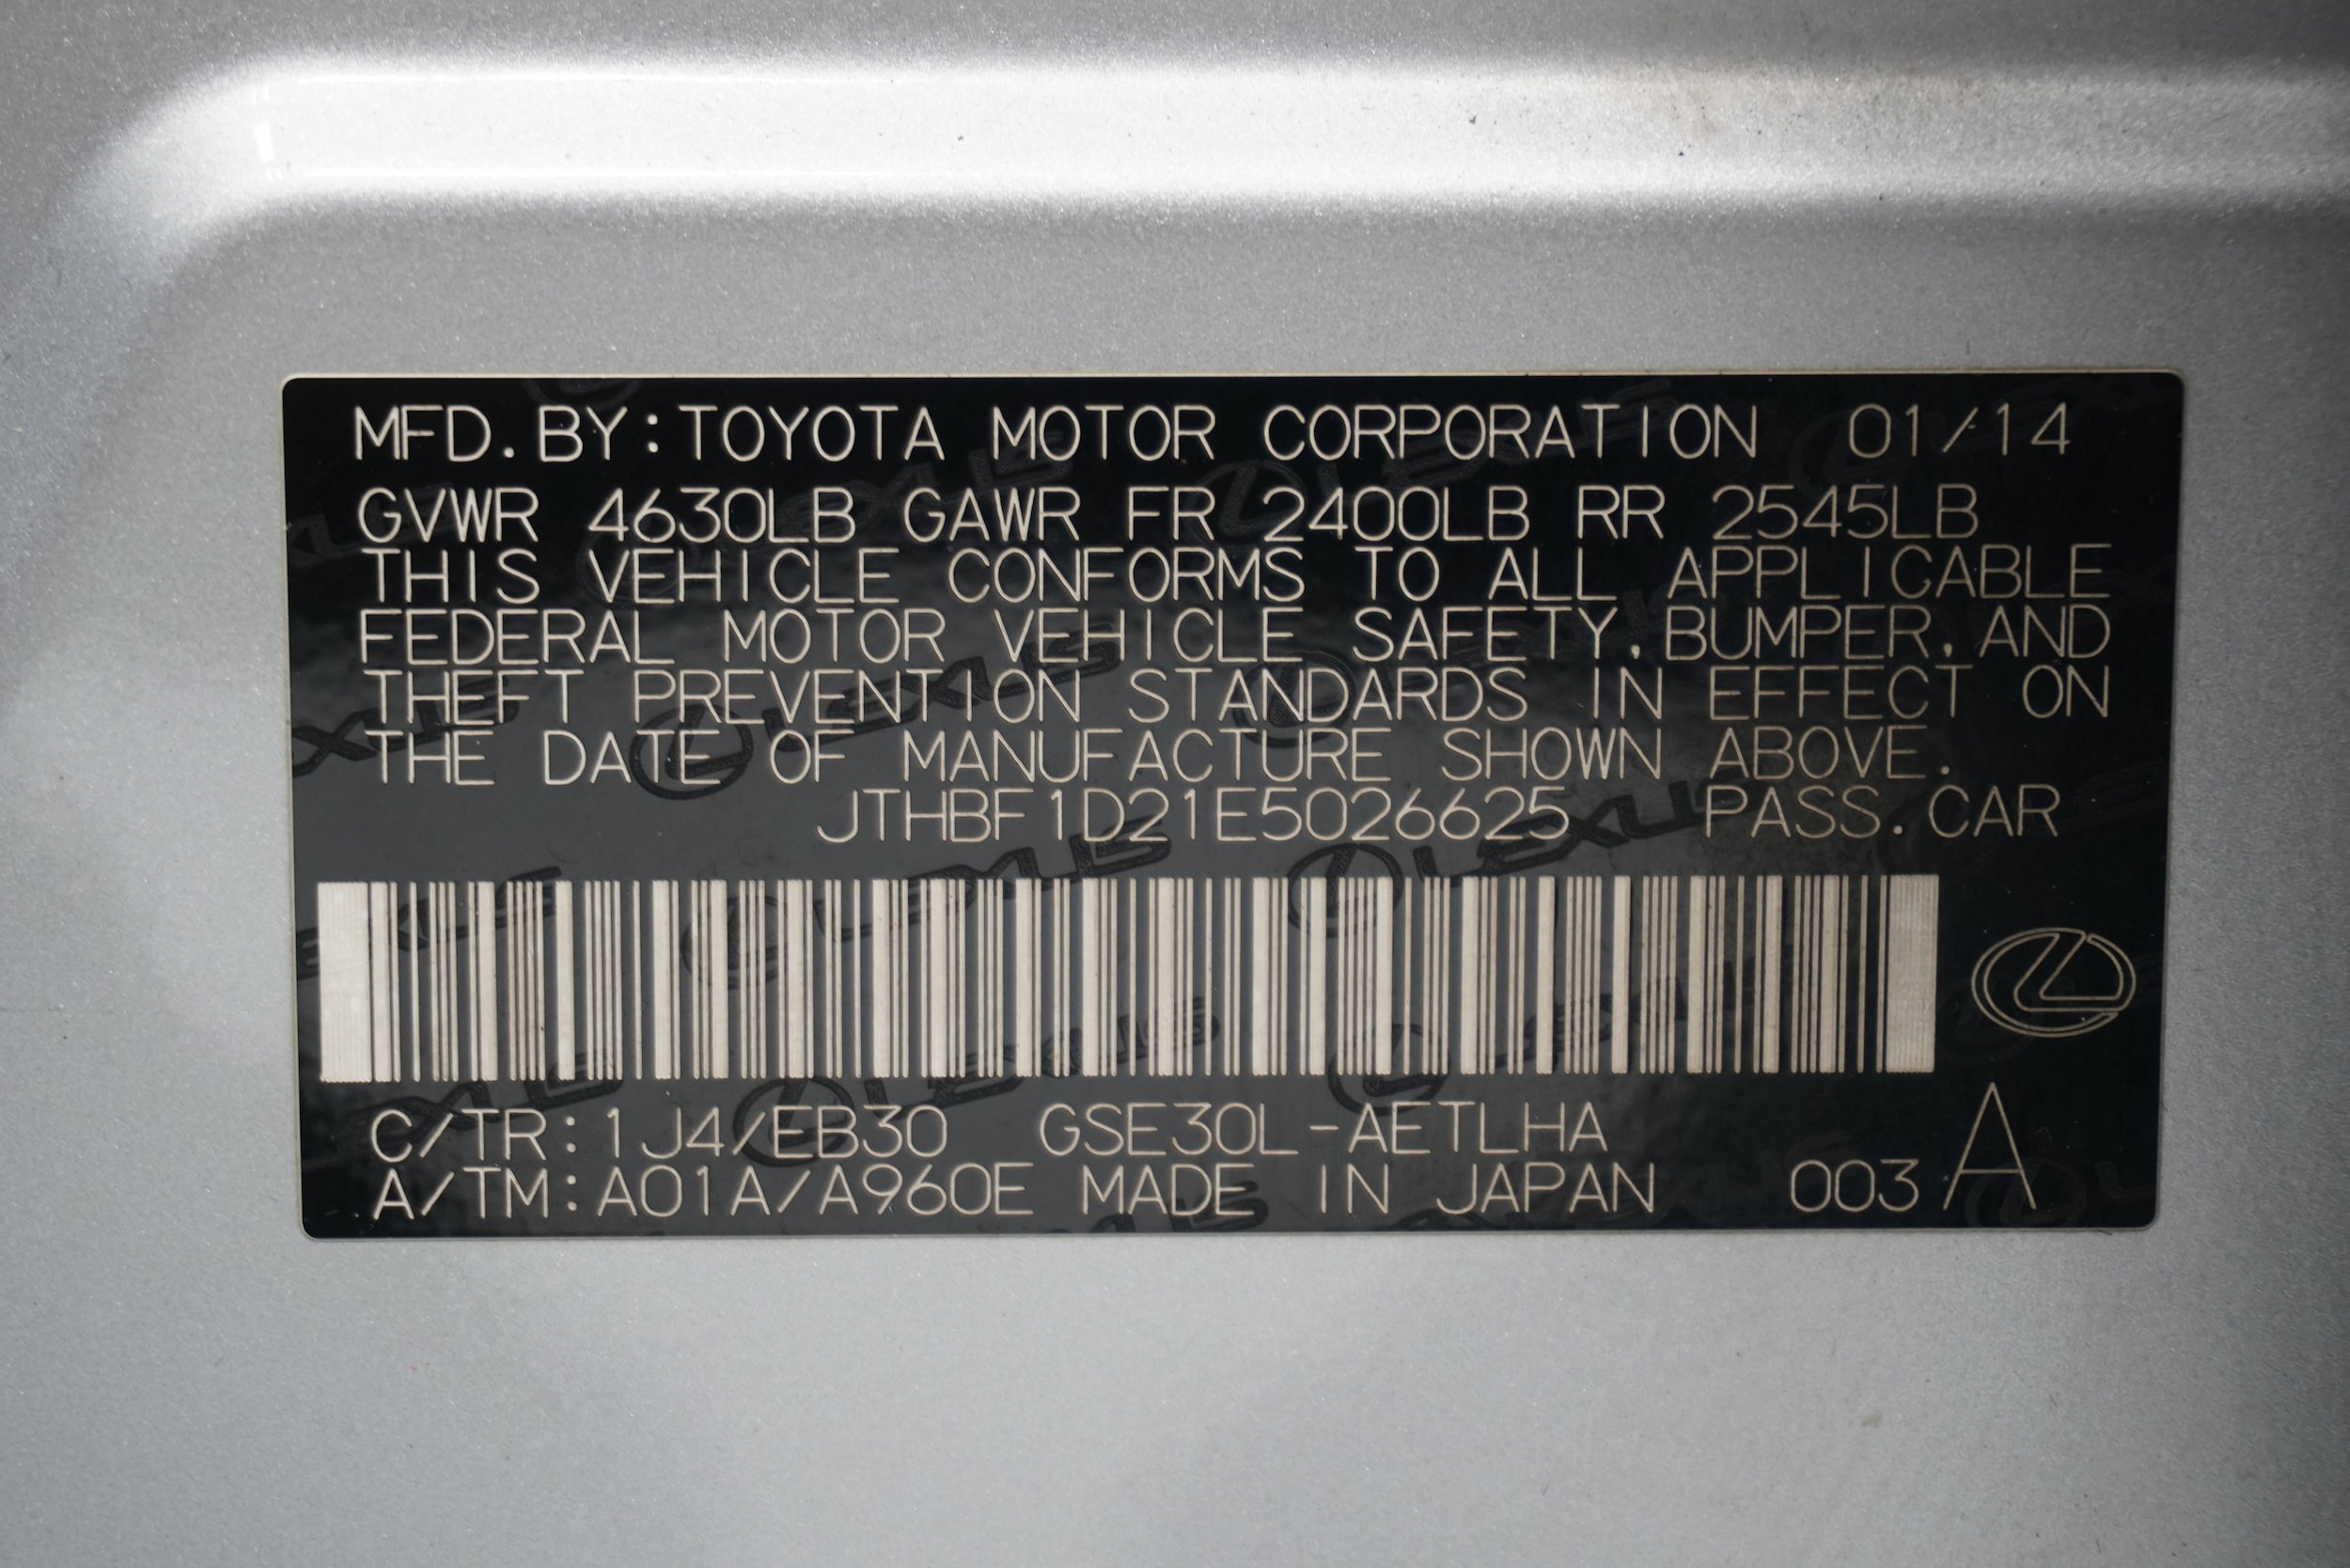 MFD.BY:TOYOTA MOTOR CORPORATION 01/14
GVWR 4630LB GAWR FR 2400LB RR 2545LB
THIS VEHICLE CONFORMS TO ALL APPLICABLE
FEDERAL MOTOR VEHICLE SAFETY,BUMPER,AND
THEFT PREVENTION STANDARDS IN EFFECT ON
THE DATE OF MANUFACTURE SHOWN ABOVE.
JTHBF1D21E5026625 PASS.CAR
C/TR:1J4/EB30 GSE30L-AETLHA
A/TM:A01A/A960E MADE IN JAPAN 003 A